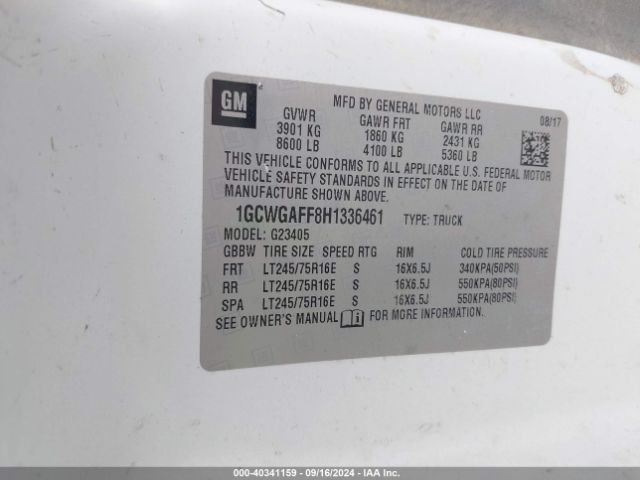 GM
MFD BY GENERAL MOTORS LLC
08/17
GVWR GAWR FRT GAWR RR
3901 KG 1860 KG 2431 KG
8600 LB 4100 LB 5360 LB
THIS VEHICLE CONFORMS TO ALL APPLICABLE U.S. FEDERAL MOTOR
VEHICLE SAFETY STANDARDS IN EFFECT ON THE DATE OF
MANUFACTURE SHOWN ABOVE.
1GCWGAFF8H1336461 TYPE: TRUCK
MODEL: G23405
GBBW TIRE SIZE SPEED RTG RIM COLD TIRE PRESSURE
FRT LT245/75R16E S 16X6.5J 340KPA(50PSI)
RR LT245/75R16E S 16X6.5J 550KPA(80PSI)
SPA LT245/75R16E S 16X6.5J 550KPA(80PSI)
SEE OWNER'S MANUAL FOR MORE INFORMATION.
000-40341159 - 09/16/2024 - IAA Inc.